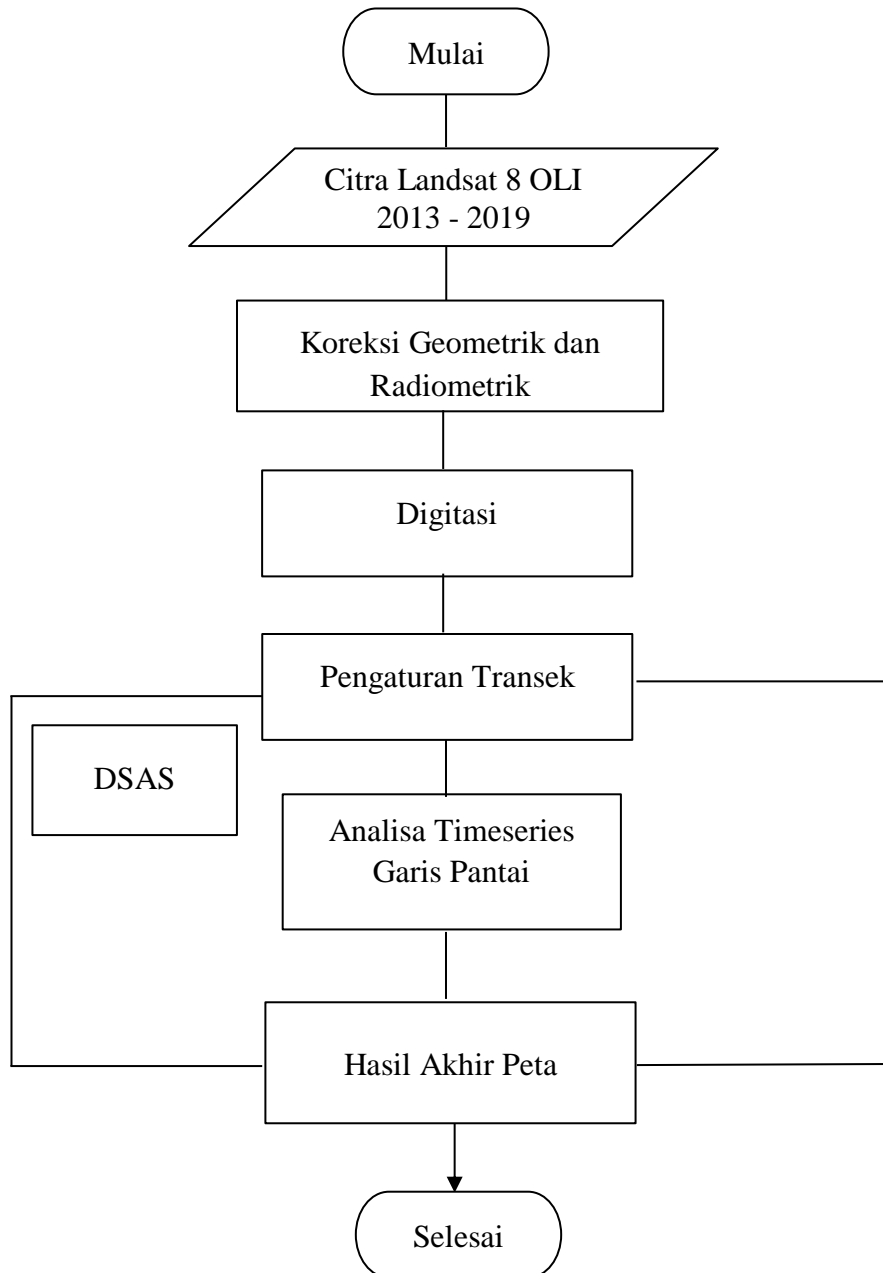 Mulai
Citra Landsat 8 OLI
2013 - 2019
Koreksi Geometrik dan
Radiometrik
Digitasi
Pengaturan Transek
DSAS
Analisa Timeseries
Garis Pantai
Hasil Akhir Peta
Selesai